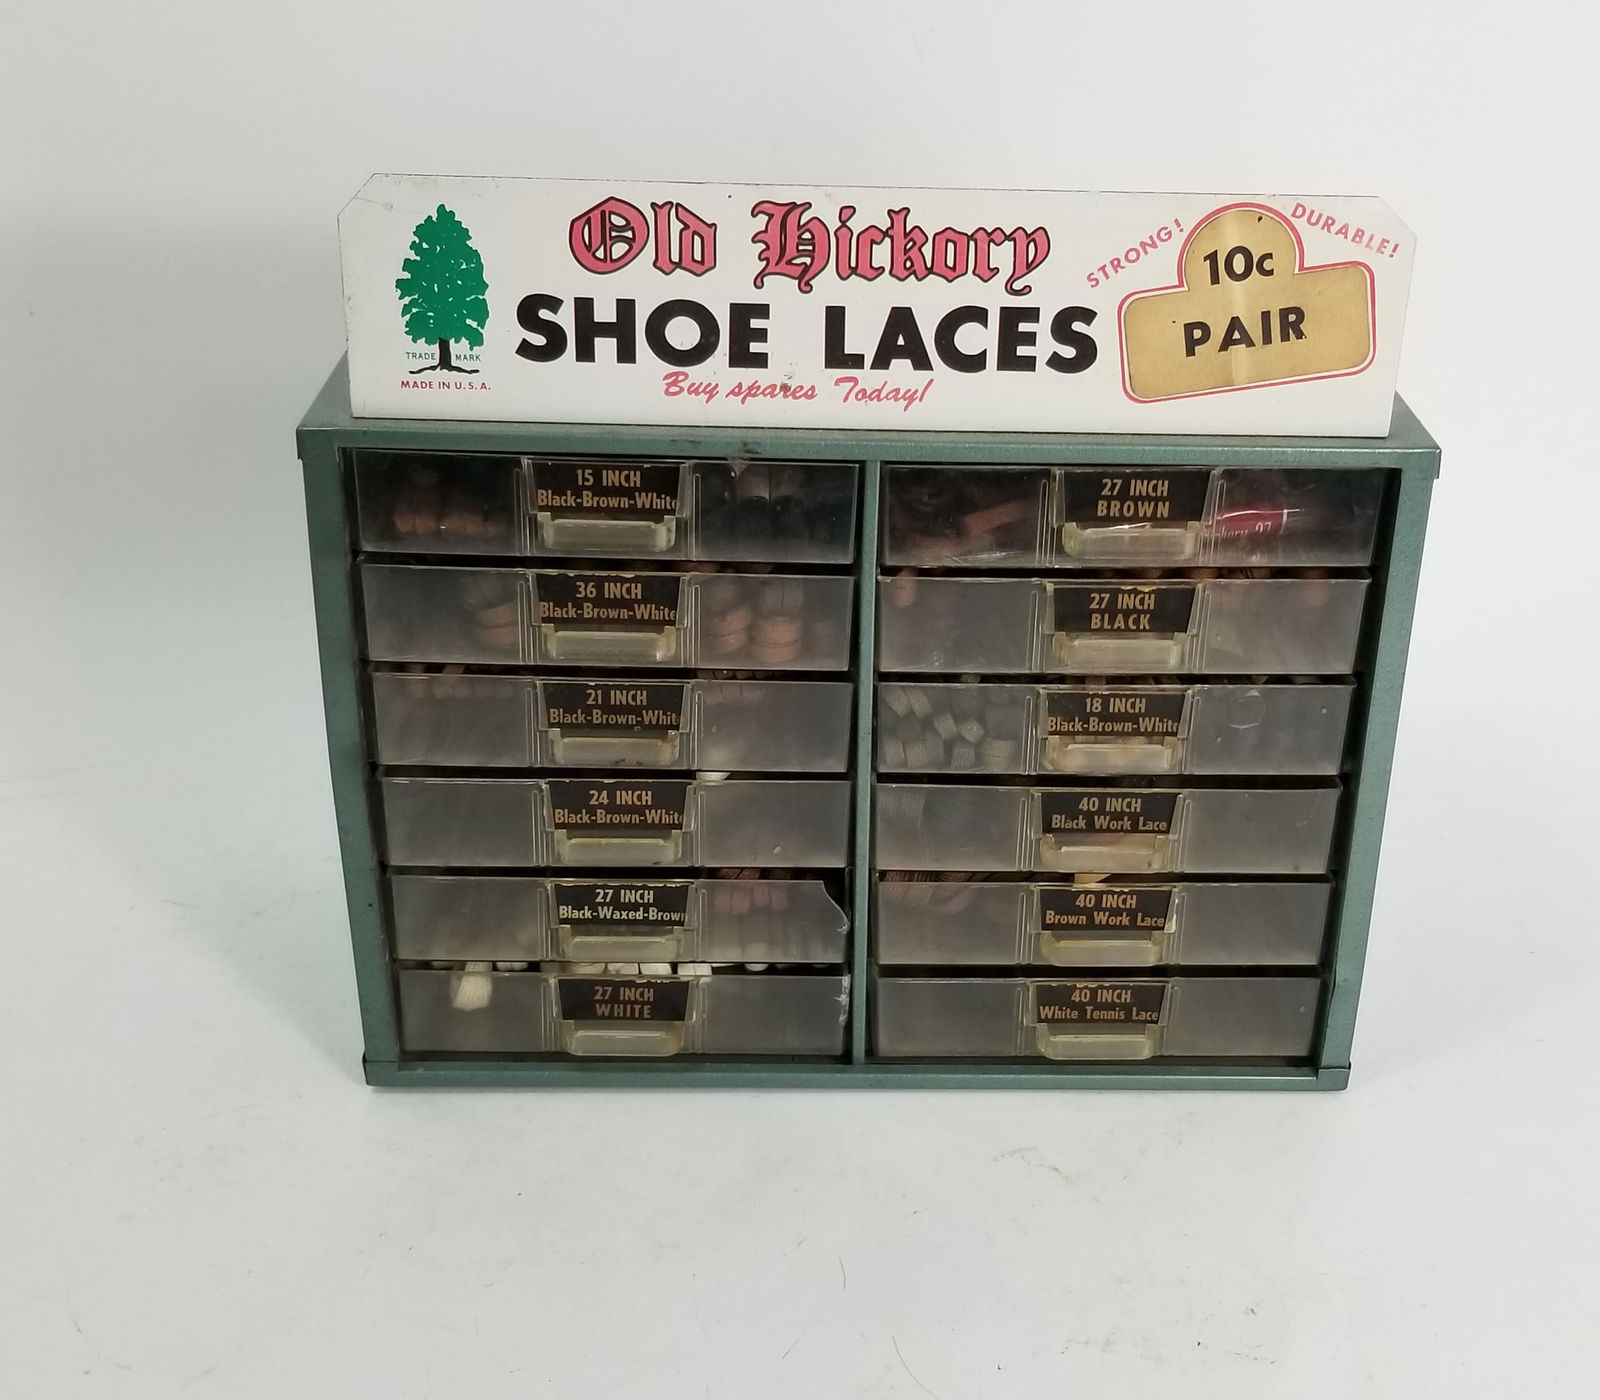 Old Hickory
SHOE LACES
Buy spares Today!
TRADE MARK
MADE IN U.S.A.
STRONG!
DURABLE!
10c
PAIR
15 INCH
Black-Brown-White
36 INCH
Black-Brown-White
21 INCH
Black-Brown-Whit
24 INCH
Black-Brown-Whit
27 INCH
Black-Waxed-Brown
27 INCH
WHITE
27 INCH
BROWN
27 INCH
BLACK
18 INCH
Black-Brown-White
40 INCH
Black Work Lace
40 INCH
Brown Work Lace
40 INCH
White Tennis Lace